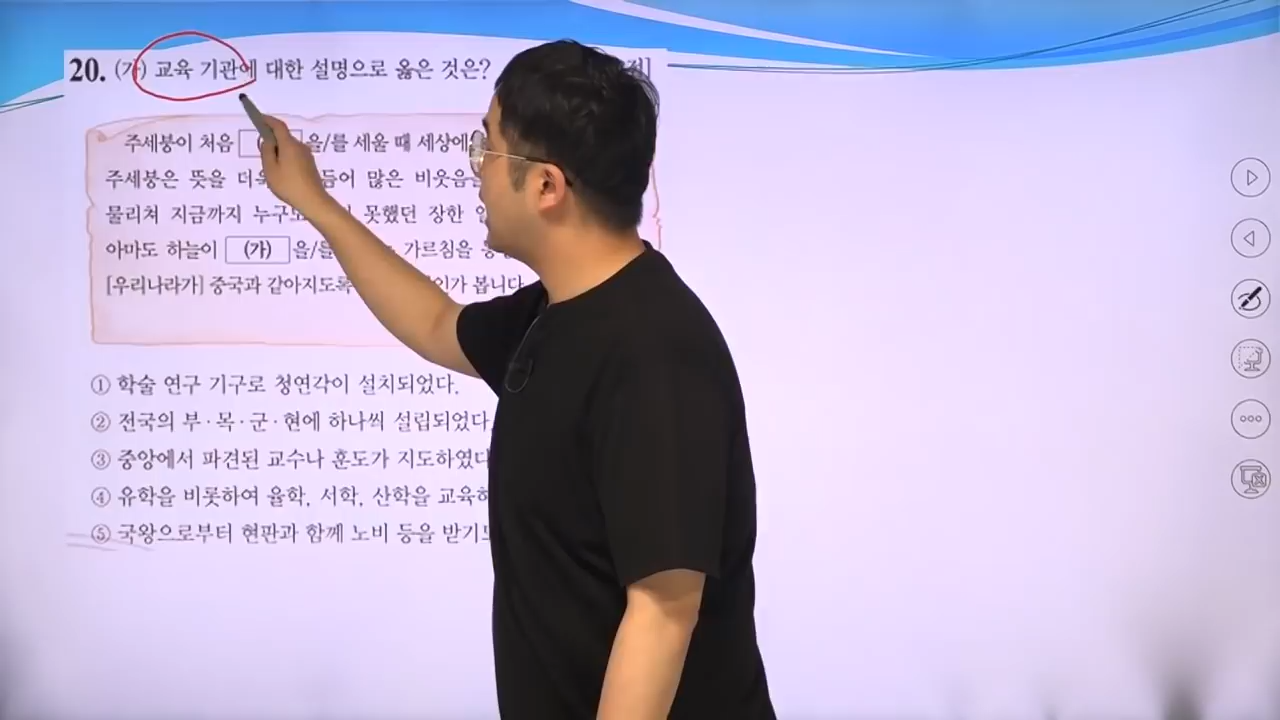 20. (가) 교육 기관에 대한 설명으로 옳은 것은?
주세붕이 처음 을/를 세울 때 세상에
주세붕은 뜻을 더욱 많은 비웃음을
물리쳐 지금까지 누구도 못했던 장한
아마도 하늘이 (가) 을/를 가르침을
[우리나라가] 중국과 같아지도록 봅니다
① 학술 연구 기구로 청연각이 설치되었다.
② 전국의 부·목·군·현에 하나씩 설립되었다.
③ 중앙에서 파견된 교수나 훈도가 지도하였다
④ 유학을 비롯하여 율학, 서학, 산학을 교육하
⑤ 국왕으로부터 현판과 함께 노비 등을 받기도